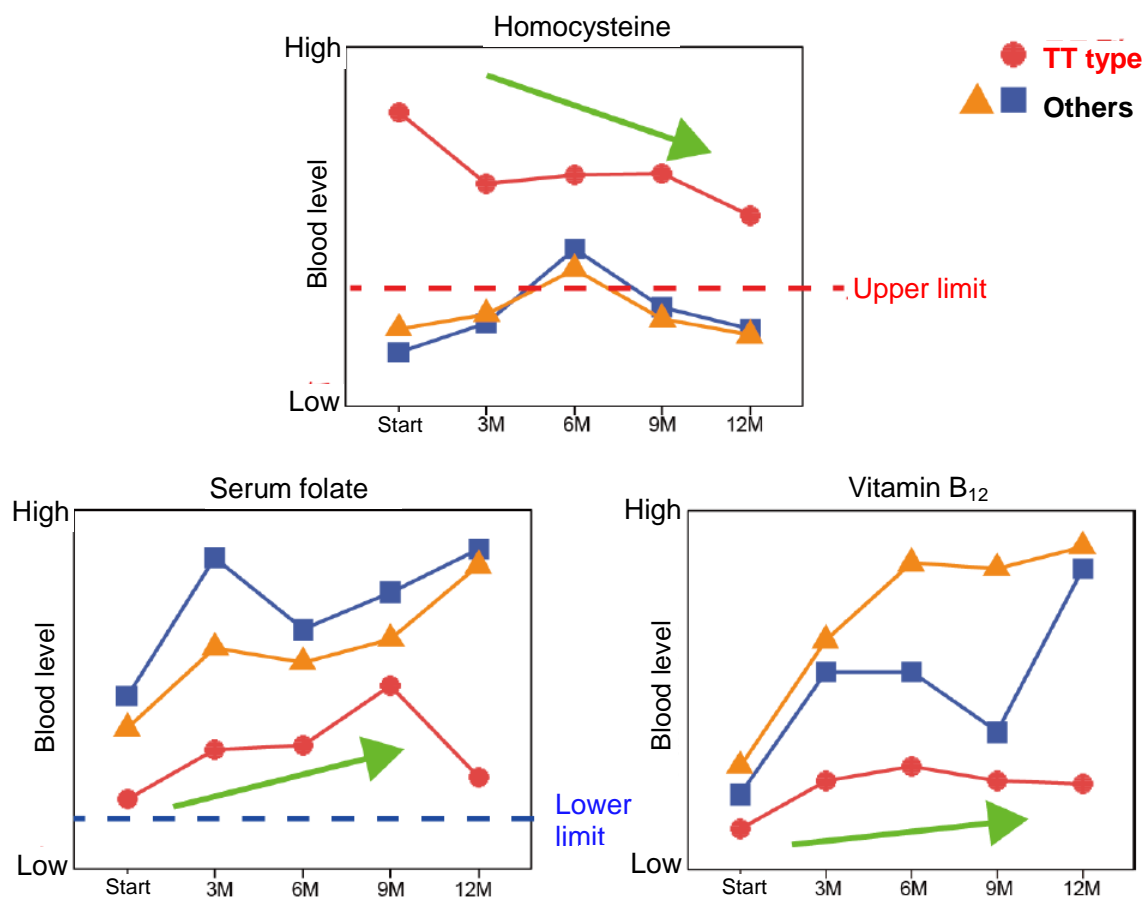 Homocysteine
High
TT type
Others
Blood level
Upper limit
Low
Start 3M 6M 9M 12M
Serum folate
High
Blood level
Lower
limit
Low
Start 3M 6M 9M 12M
Vitamin B₁₂
High
Blood level
Low
Start 3M 6M 9M 12M